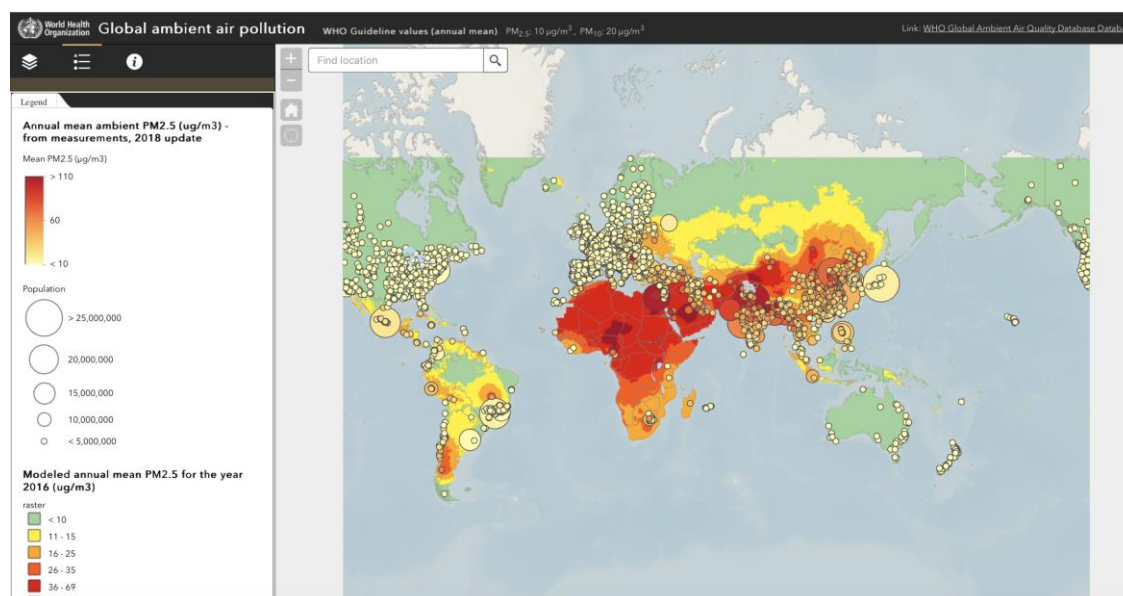 World Health Organization Global ambient air pollution WHO Guideline values (annual mean) PM2.5: 10 µg/m³, PM10: 20 µg/m³ Link: WHO Global Ambient Air Quality Database Datab
Find location
Legend
Annual mean ambient PM2.5 (ug/m3) -
from measurements, 2018 update
Mean PM2.5 (µg/m3)
> 110
60
< 10
Population
> 25,000,000
20,000,000
15,000,000
10,000,000
< 5,000,000
Modeled annual mean PM2.5 for the year
2016 (ug/m3)
raster
< 10
11 - 15
16 - 25
26 - 35
36 - 69